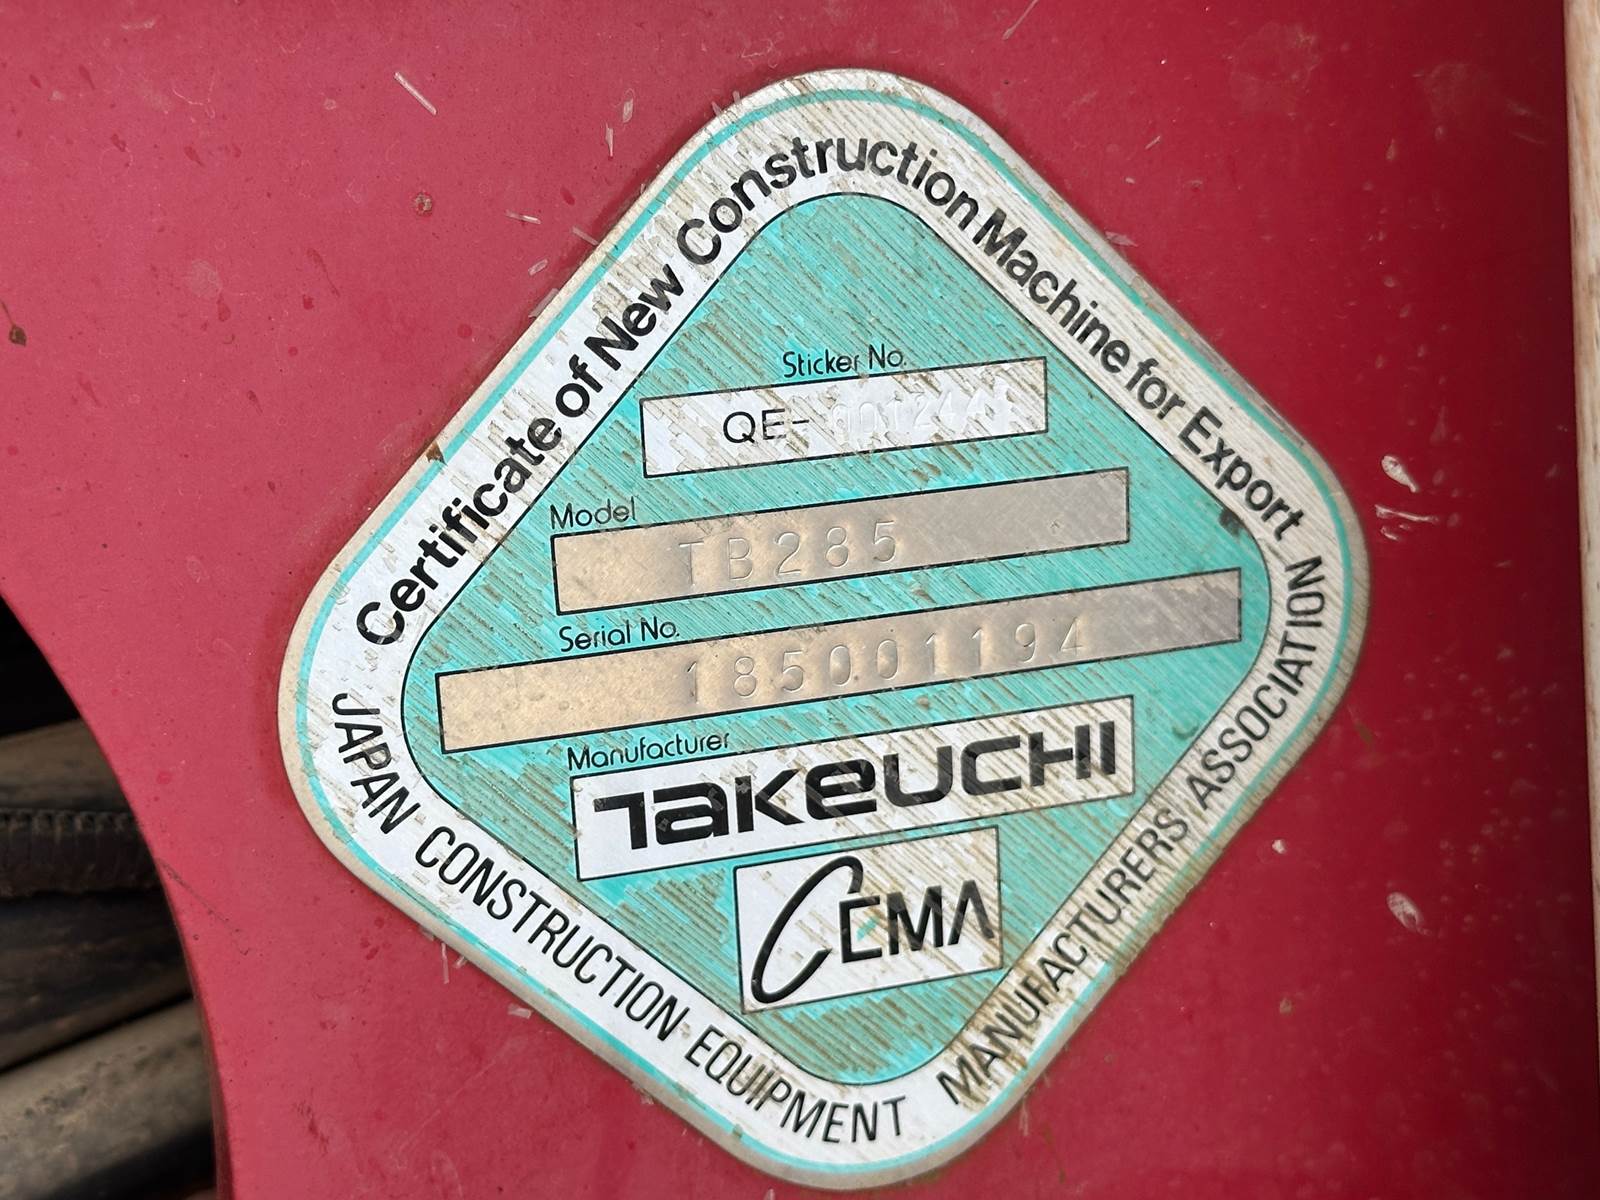 Certificate of New Construction Machine for Export
Sticker No.
QE-
Model
TB285
Serial No.
185001194
Manufacturer
TAKEUCHI
CEMA
JAPAN CONSTRUCTION EQUIPMENT MANUFACTURERS ASSOCIATION